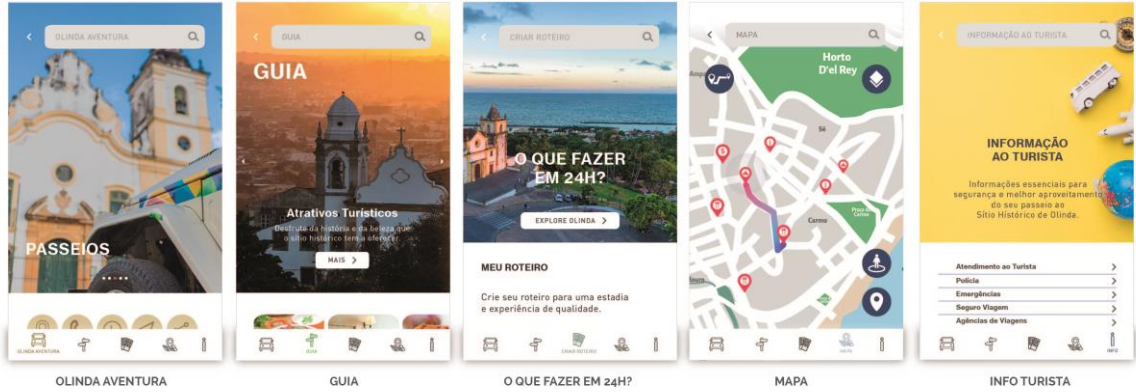 OLINDA AVENTURA
PASSEIOS
OLINDA AVENTURA
OLINDA AVENTURA
GUIA
GUIA
Atrativos Turísticos
Desfrute da história e da beleza que
o sítio histórico tem a oferecer.
MAIS >
GUIA
GUIA
CRIAR ROTEIRO
O QUE FAZER
EM 24H?
EXPLORE OLINDA >
MEU ROTEIRO
Crie seu roteiro para uma estadia
e experiência de qualidade.
CRIAR ROTEIRO
O QUE FAZER EM 24H?
MAPA
Horto
D'el Rey
Sé
Carmo
MAPA
MAPA
INFORMAÇÃO AO TURISTA
INFORMAÇÃO
AO TURISTA
Informações essenciais para
segurança e melhor aproveitamento
do seu passeio ao
Sítio Histórico de Olinda.
Atendimento ao Turista >
Polícia >
Emergências >
Seguro Viagem >
Agências de Viagens >
INFO
INFO TURISTA